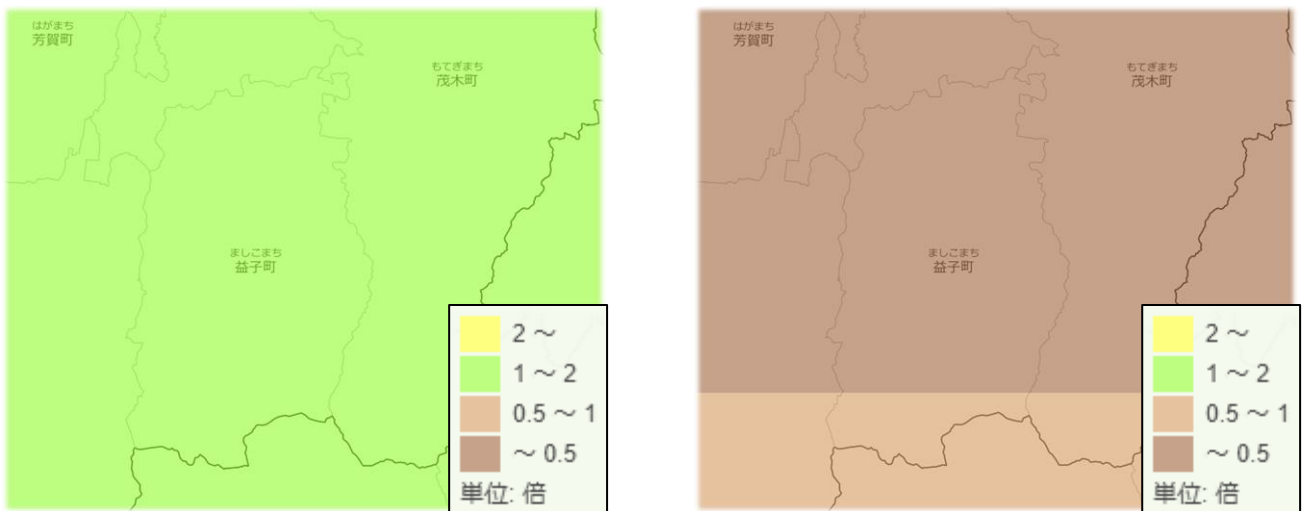 はがまち
芳賀町
もてぎまち
茂木町
ましこまち
益子町
2 ～
1 ～ 2
0.5 ～ 1
～ 0.5
単位: 倍
はがまち
芳賀町
もてぎまち
茂木町
ましこまち
益子町
2 ～
1 ～ 2
0.5 ～ 1
～ 0.5
単位: 倍